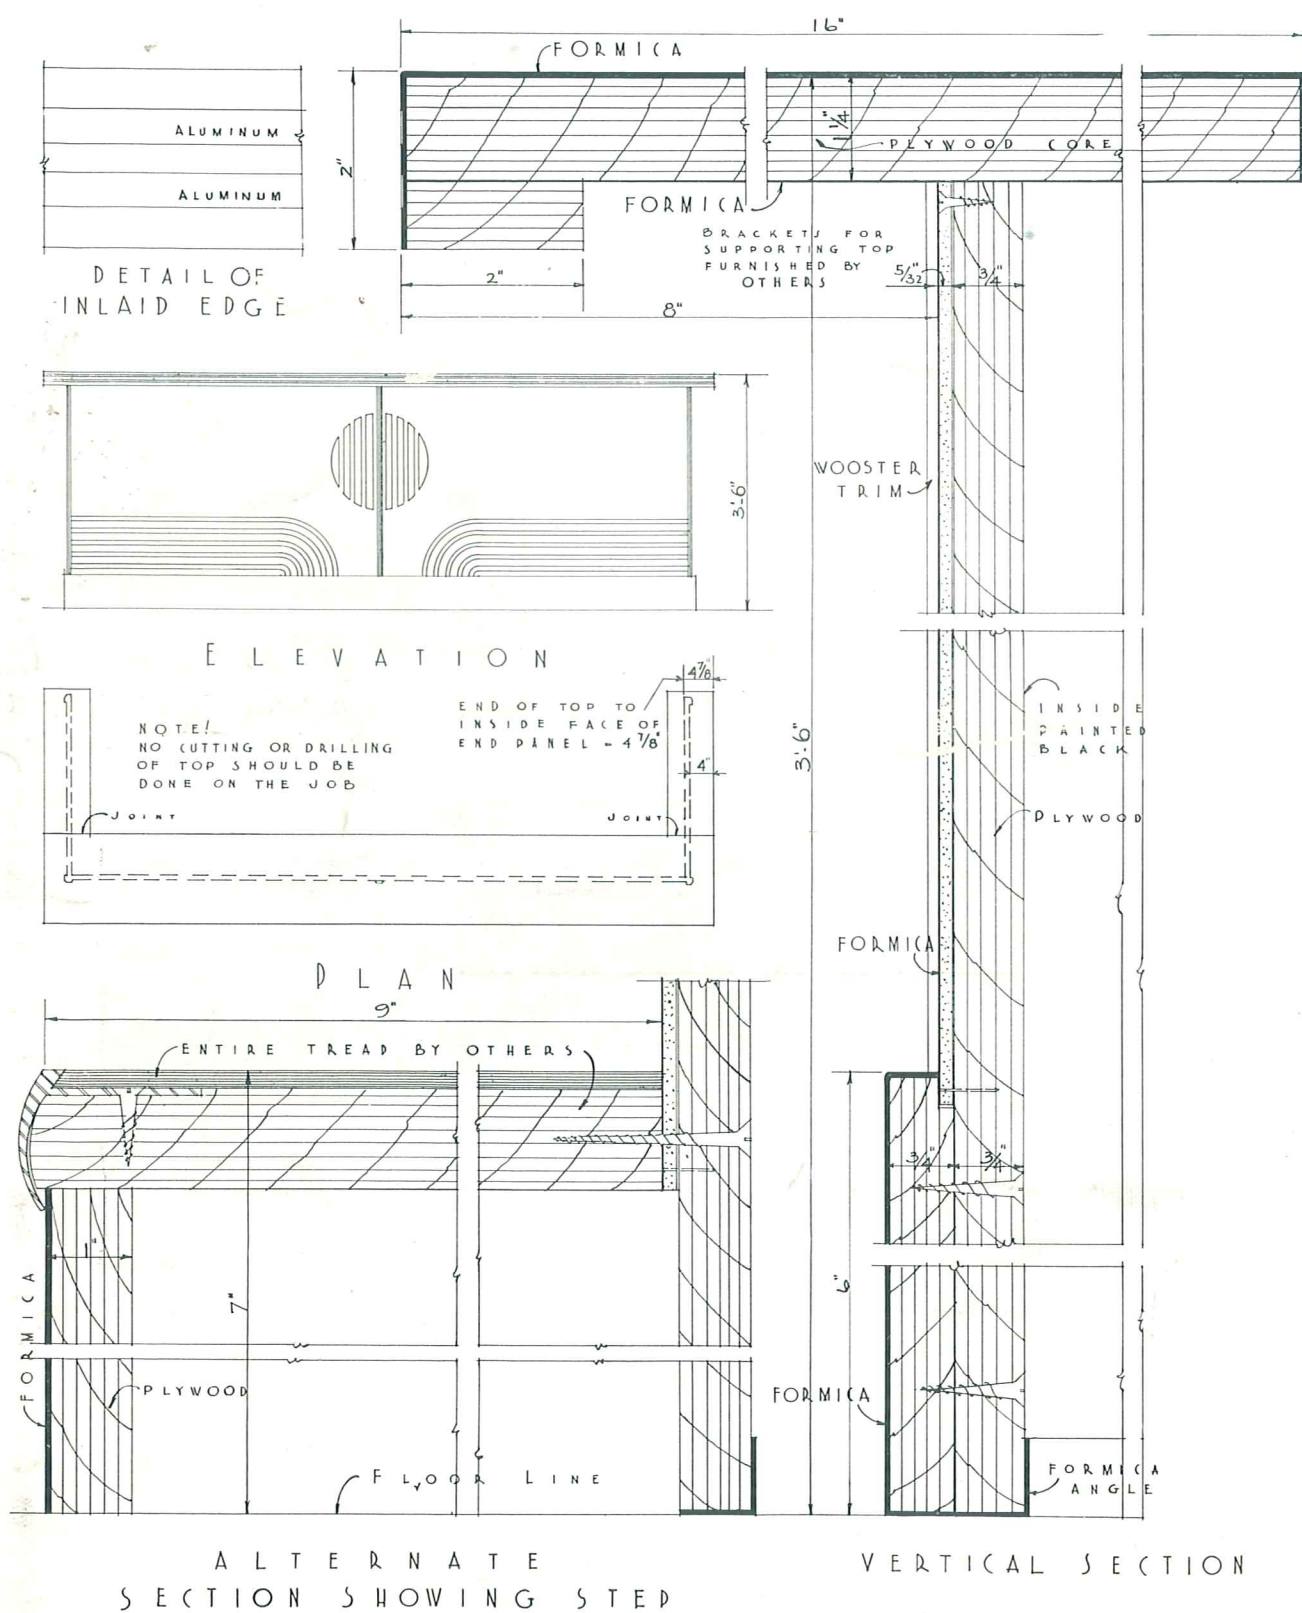 16"
FORMICA
ALUMINUM
ALUMINUM
DETAIL OF
INLAID EDGE
2"
1 1/4"
PLYWOOD CORE
FORMICA
BRACKETS FOR
SUPPORTING TOP
FURNISHED BY
OTHERS
2"
8"
5/32"
3/4"
WOOSTER
TRIM
3'-6"
ELEVATION
NOTE!
NO CUTTING OR DRILLING
OF TOP SHOULD BE
DONE ON THE JOB
END OF TOP TO
INSIDE FACE OF
END PANEL - 4 7/8"
4 7/8"
4"
JOINT
JOINT
PLAN
3'-6"
INSIDE
PAINTED
BLACK
PLYWOOD
FORMICA
9"
ENTIRE TREAD BY OTHERS
1"
7"
FORMICA
PLYWOOD
FLOOR LINE
ALTERNATE
SECTION SHOWING STEP
3/4"
3/4"
6"
FORMICA
FORMICA
ANGLE
VERTICAL SECTION